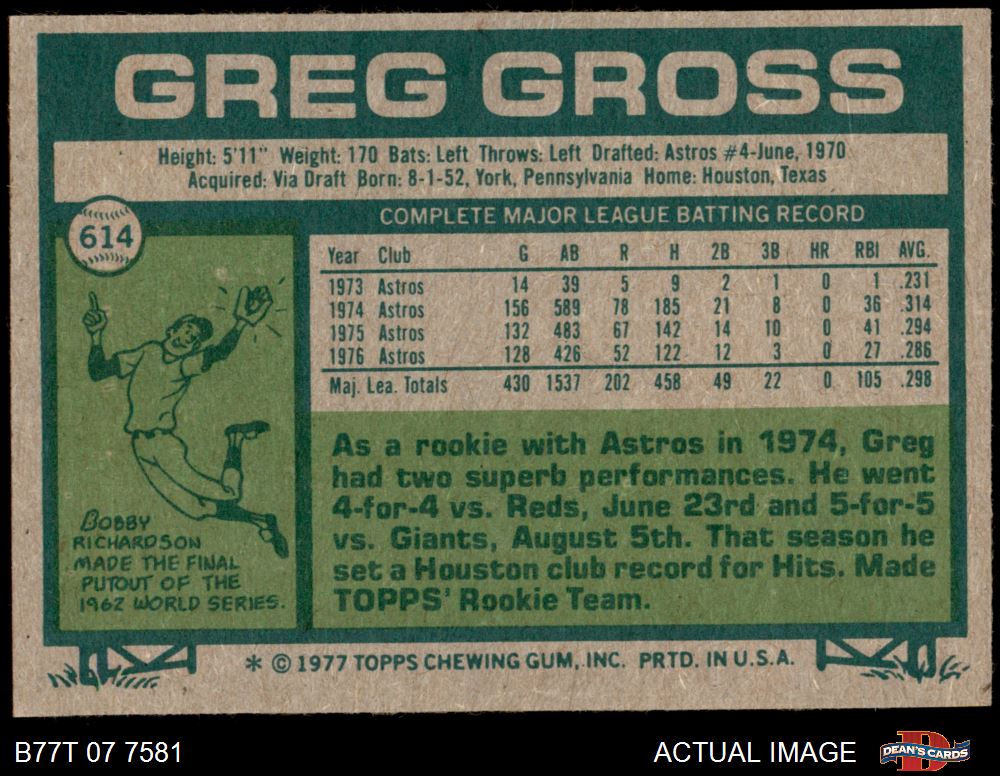 GREG GROSS
Height: 5'11" Weight: 170 Bats: Left Throws: Left Drafted: Astros #4-June, 1970
Acquired: Via Draft Born: 8-1-52, York, Pennsylvania Home: Houston, Texas
614
COMPLETE MAJOR LEAGUE BATTING RECORD
Year Club G AB R H 2B 3B HR RBI AVG.
1973 Astros 14 39 5 9 2 1 0 1 .231
1974 Astros 156 589 78 185 21 8 0 36 .314
1975 Astros 132 483 67 142 14 10 0 41 .294
1976 Astros 128 426 52 122 12 3 0 27 .286
Maj. Lea. Totals 430 1537 202 458 49 22 0 105 .298
BOBBY
RICHARDSON
MADE THE FINAL
PUTOUT OF THE
1962 WORLD SERIES.
As a rookie with Astros in 1974, Greg
had two superb performances. He went
4-for-4 vs. Reds, June 23rd and 5-for-5
vs. Giants, August 5th. That season he
set a Houston club record for Hits. Made
TOPPS' Rookie Team.
* © 1977 TOPPS CHEWING GUM, INC. PRTD. IN U.S.A.
B77T 07 7581
ACTUAL IMAGE
D
DEAN'S CARDS